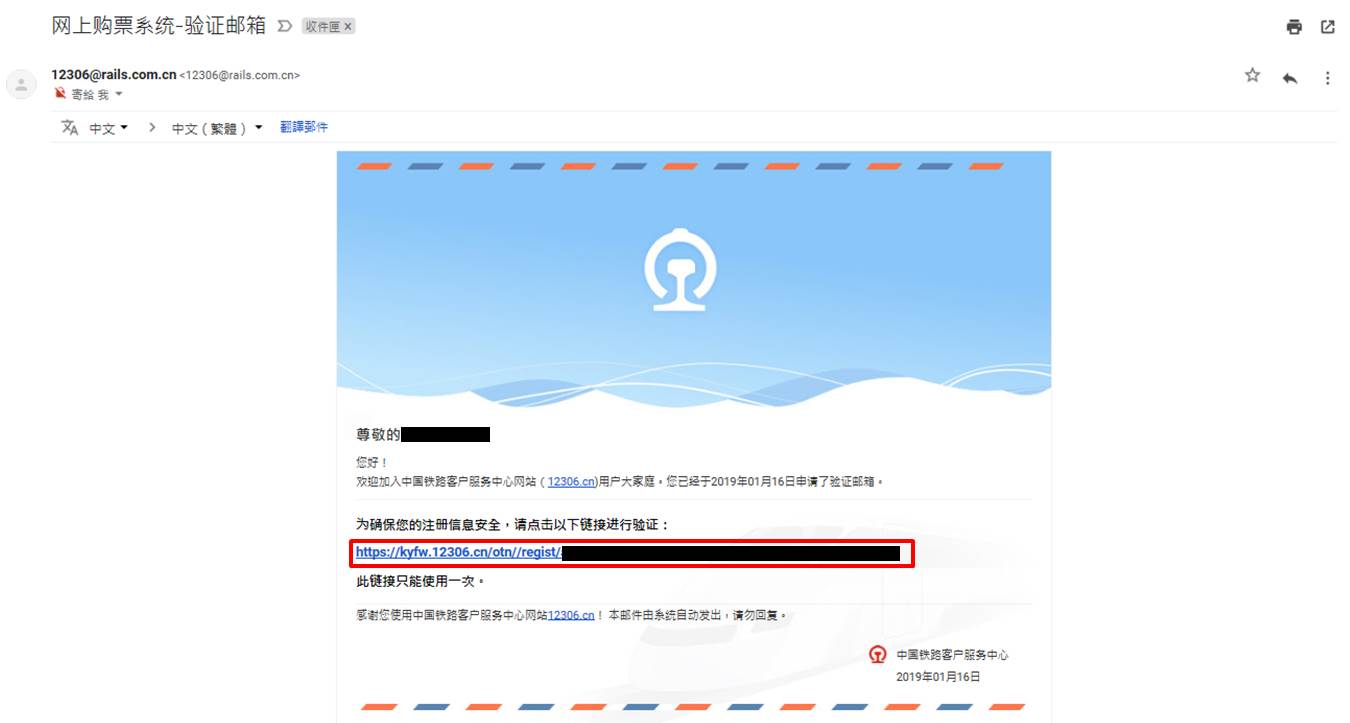 网上购票系统-验证邮箱 收件匣 ×
12306@rails.com.cn <12306@rails.com.cn>
寄給 我
中文 > 中文（繁體） 翻譯郵件
尊敬的
您好！
欢迎加入中国铁路客户服务中心网站（12306.cn)用户大家庭。您已经于2019年01月16日申请了验证邮箱。
为确保您的注册信息安全，请点击以下链接进行验证：
https://kyfw.12306.cn/otn//regist/
此链接只能使用一次。
感谢您使用中国铁路客户服务中心网站12306.cn！ 本邮件由系统自动发出，请勿回复。
中国铁路客户服务中心
2019年01月16日